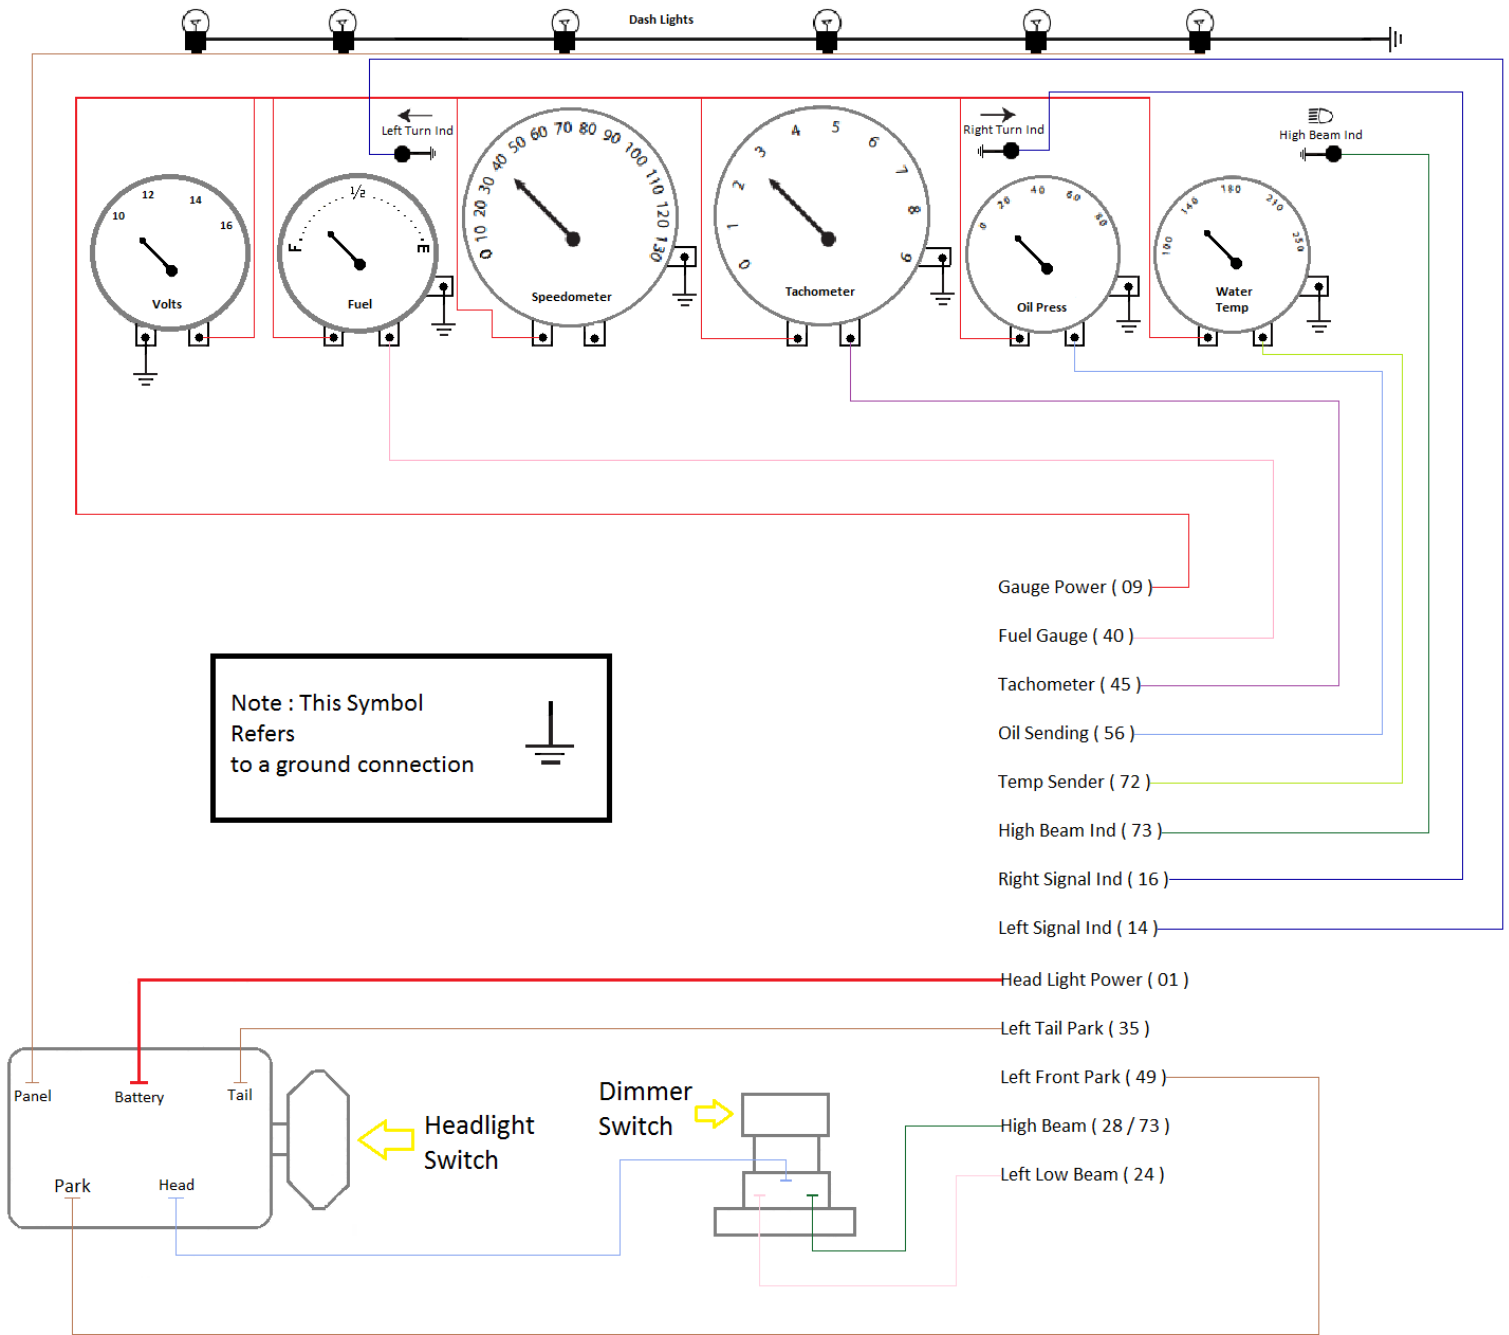 Dash Lights
Left Turn Ind
Right Turn Ind
High Beam Ind
10 12 14 16
Volts
F 1/2 E
Fuel
0 10 20 30 40 50 60 70 80 90 100 110 120 130
Speedometer
0 1 2 3 4 5 6 7 8 9
Tachometer
0 20 40 60 80
Oil Press
100 140 180 210 250
Water
Temp
Gauge Power ( 09 )
Fuel Gauge ( 40 )
Tachometer ( 45 )
Oil Sending ( 56 )
Temp Sender ( 72 )
High Beam Ind ( 73 )
Right Signal Ind ( 16 )
Left Signal Ind ( 14 )
Head Light Power ( 01 )
Left Tail Park ( 35 )
Left Front Park ( 49 )
High Beam ( 28 / 73 )
Left Low Beam ( 24 )
Note : This Symbol
Refers
to a ground connection
Panel
Battery
Tail
Park
Head
Headlight
Switch
Dimmer
Switch